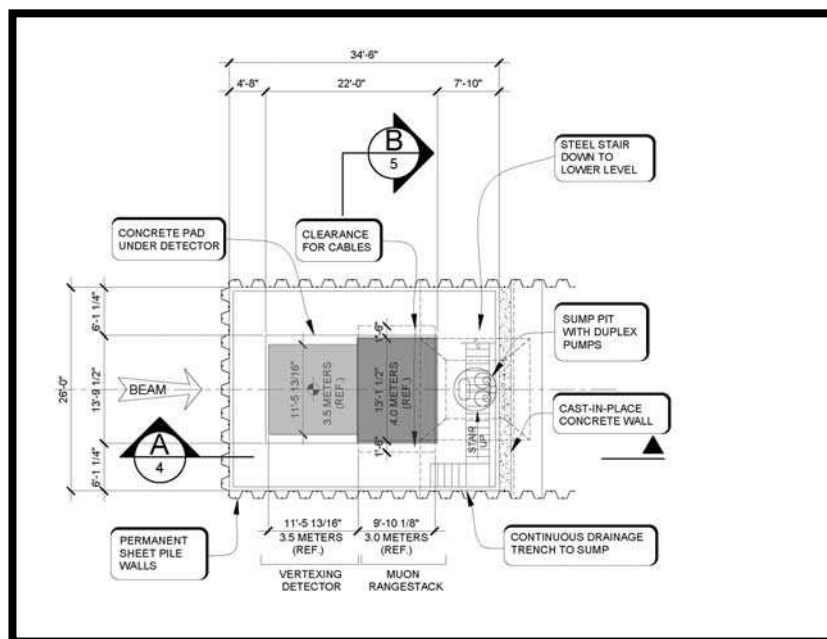 34'-6"
4'-8"
22'-0"
7'-10"
B
5
STEEL STAIR
DOWN TO
LOWER LEVEL
CONCRETE PAD
UNDER DETECTOR
CLEARANCE
FOR CABLES
6'-1 1/4"
1'-6"
SUMP PIT
WITH DUPLEX
PUMPS
26'-0"
13'-9 1/2"
BEAM
11'-5 13/16"
3.5 METERS
(REF.)
13'-1 1/2"
4.0 METERS
(REF.)
CAST-IN-PLACE
CONCRETE WALL
STAIR
UP
A
4
6'-1 1/4"
1'-6"
PERMANENT
SHEET PILE
WALLS
11'-5 13/16"
3.5 METERS
(REF.)
9'-10 1/8"
3.0 METERS
(REF.)
CONTINUOUS DRAINAGE
TRENCH TO SUMP
VERTEXING
DETECTOR
MUON
RANGESTACK